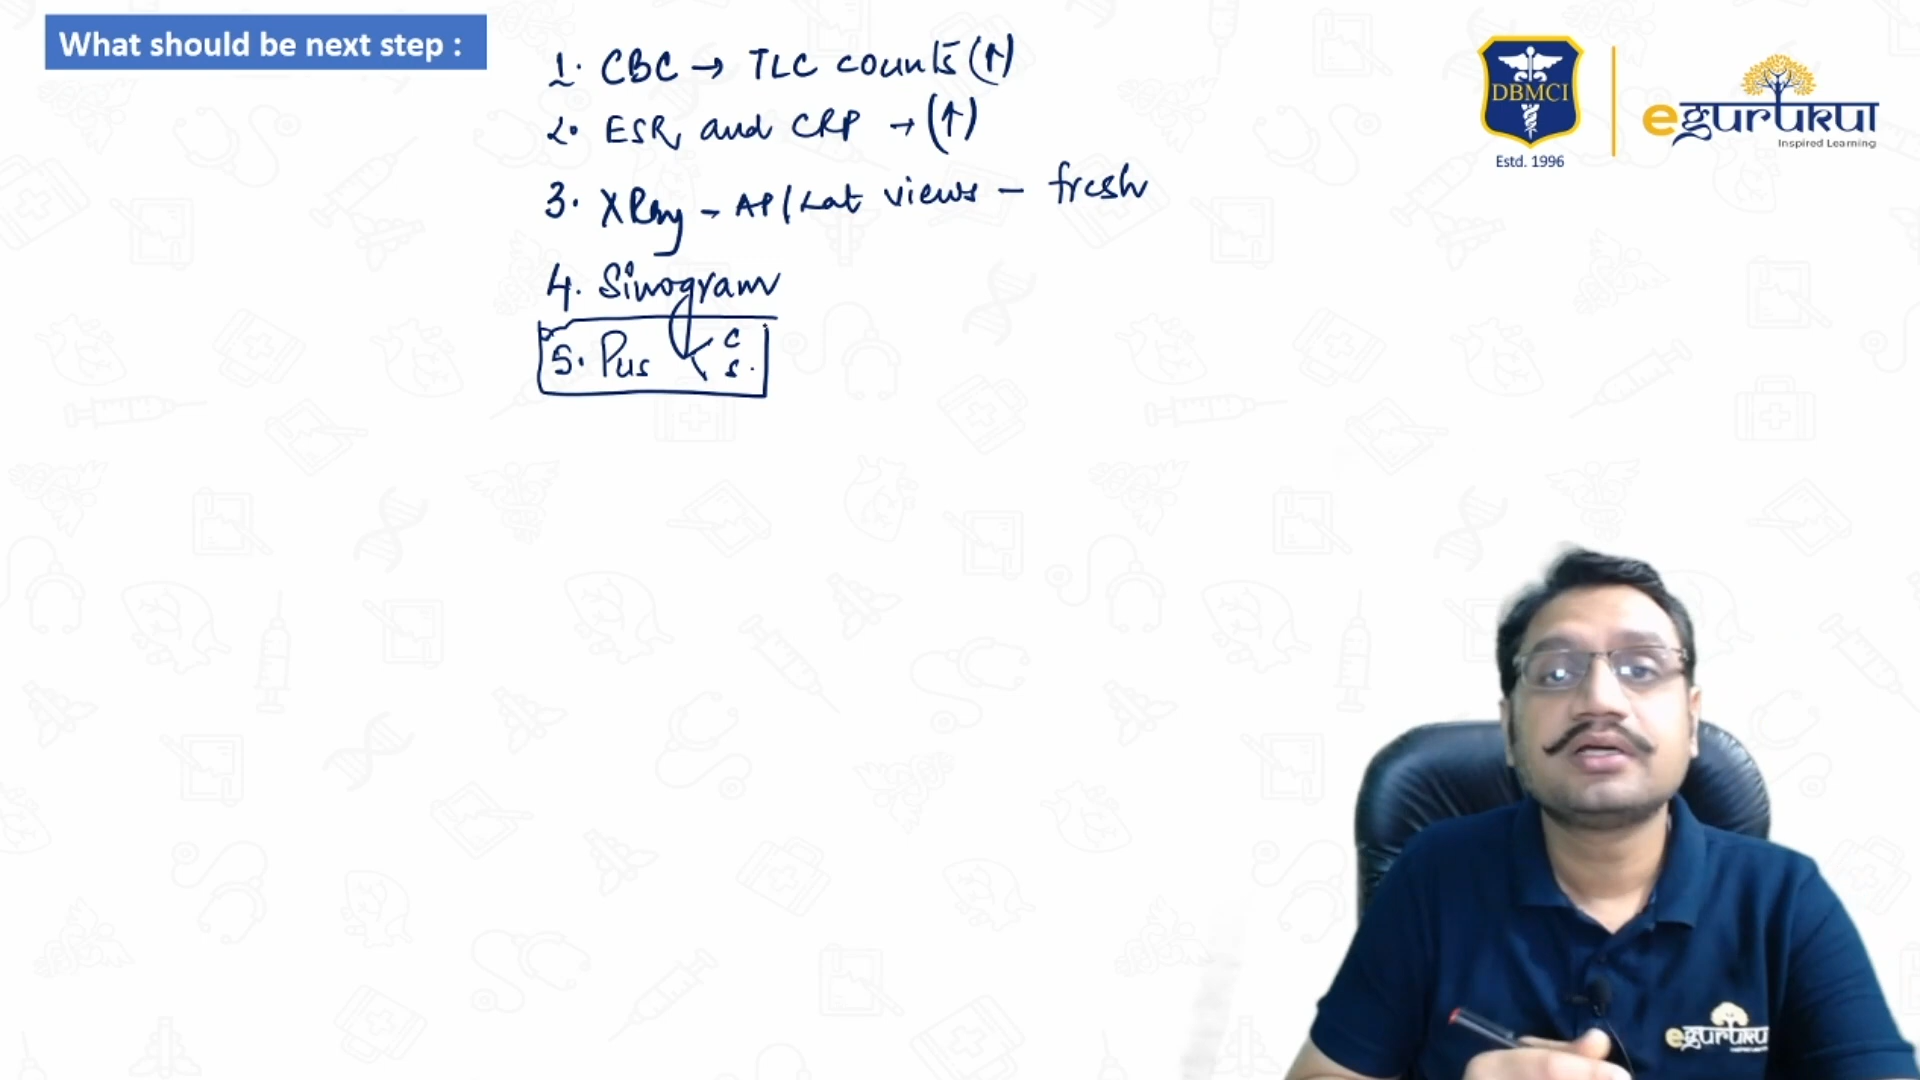 What should be next step :
1. CBC → TLC counts (↑)
2. ESR, and CRP → (↑)
3. XRay - AP/Lat views - fresh
4. Sinogram
5. Pus < C
S.
DBMCI
Estd. 1996
egurukul
Inspired Learning
egurukul